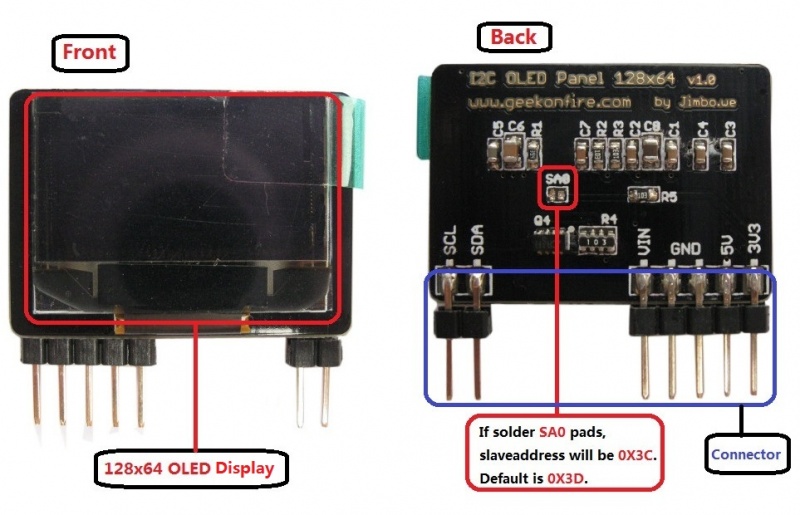 Front
128x64 OLED Display
Back
I2C OLED Panel 128x64 v1.0
www.geekonfire.com by Jimbo.we
C5 C6 R1 C7 R2 R3 C2 C8 C1 C4 C3
SA0
103 R5
Q4 R4
103
SCL SDA VIN GND 5V 3V3
If solder SA0 pads,
slaveaddress will be 0X3C.
Default is 0X3D.
Connector